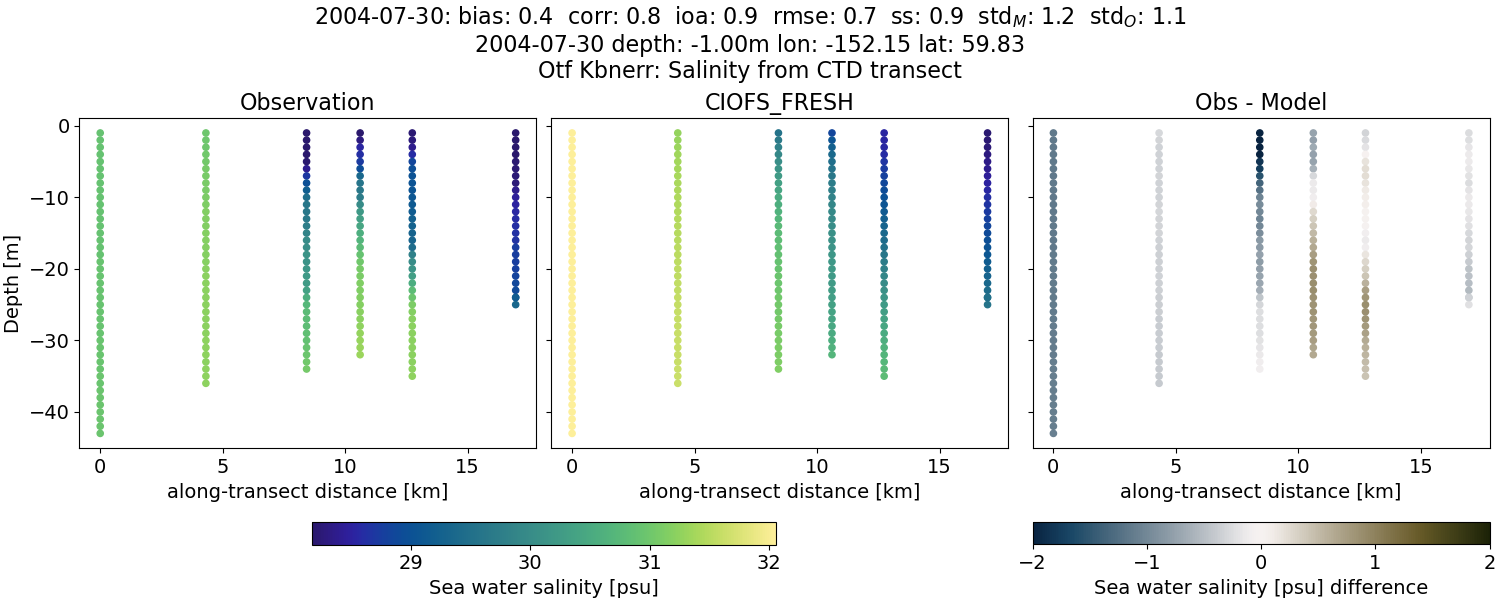 2004-07-30: bias: 0.4 corr: 0.8 ioa: 0.9 rmse: 0.7 ss: 0.9 std_M: 1.2 std_O: 1.1
2004-07-30 depth: -1.00m lon: -152.15 lat: 59.83
Otf Kbnerr: Salinity from CTD transect
Observation
CIOFS_FRESH
Obs - Model
Depth [m]
0
−10
−20
−30
−40
0 5 10 15
0 5 10 15
0 5 10 15
along-transect distance [km]
along-transect distance [km]
along-transect distance [km]
29 30 31 32
Sea water salinity [psu]
−2 −1 0 1 2
Sea water salinity [psu] difference